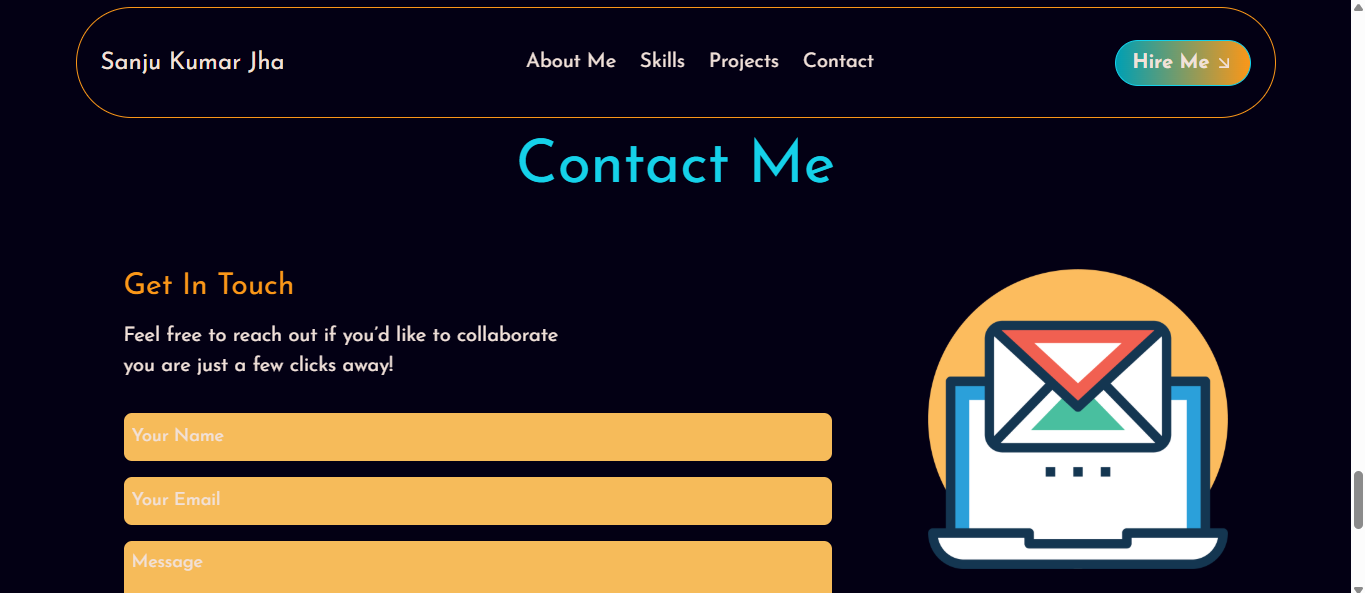 Sanju Kumar Jha
About Me Skills Projects Contact
Hire Me
Contact Me
Get In Touch
Feel free to reach out if you’d like to collaborate
you are just a few clicks away!
Your Name
Your Email
Message